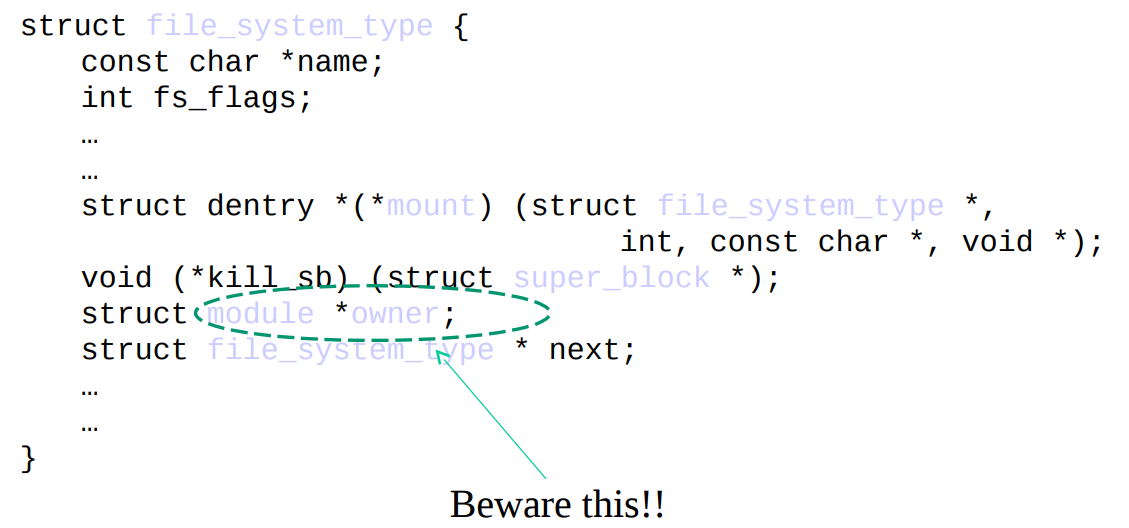 struct file_system_type {
const char *name;
int fs_flags;
…
…
struct dentry *(*mount) (struct file_system_type *,
int, const char *, void *);
void (*kill_sb) (struct super_block *);
struct module *owner;
struct file_system_type * next;
…
…
}
Beware this!!